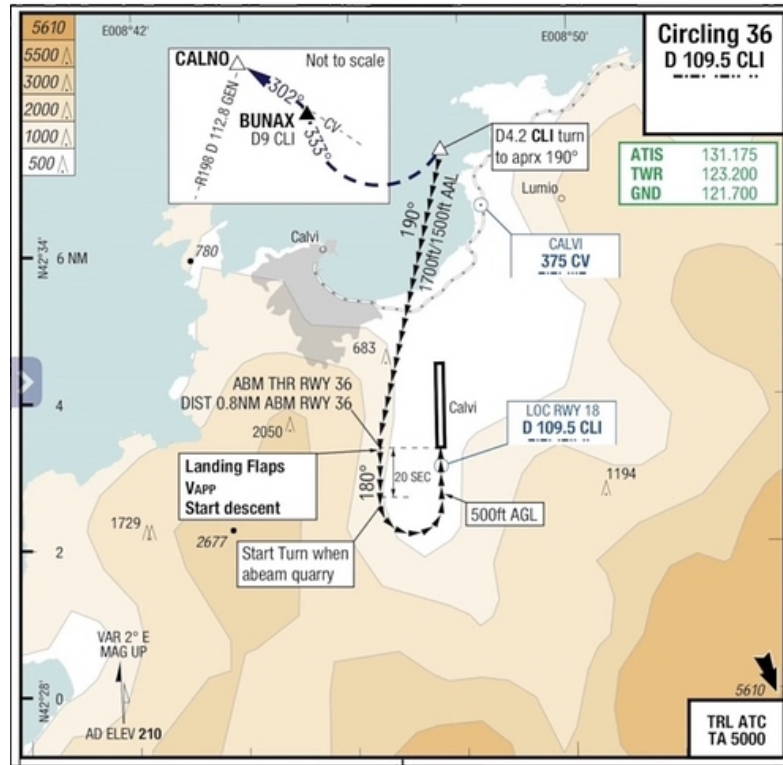 5610
5500
3000
2000
1000
500
E008°42'
E008°50'
Circling 36
D 109.5 CLI
CALNO
Not to scale
302°
BUNAX
D9 CLI
CV
333°
R198 D 112.8 GEN
D4.2 CLI turn
to aprx 190°
ATIS 131.175
TWR 123.200
GND 121.700
Lumio
190°
1700ft/1500ft AAL
N42°34'
6 NM
780
Calvi
CALVI
375 CV
683
ABM THR RWY 36
DIST 0.8NM ABM RWY 36
4
Calvi
2050
LOC RWY 18
D 109.5 CLI
Landing Flaps
VAPP
Start descent
180°
20 SEC
1194
500ft AGL
1729
2677
Start Turn when
abeam quarry
2
VAR 2° E
MAG UP
N42°28'
0
AD ELEV 210
5610
TRL ATC
TA 5000